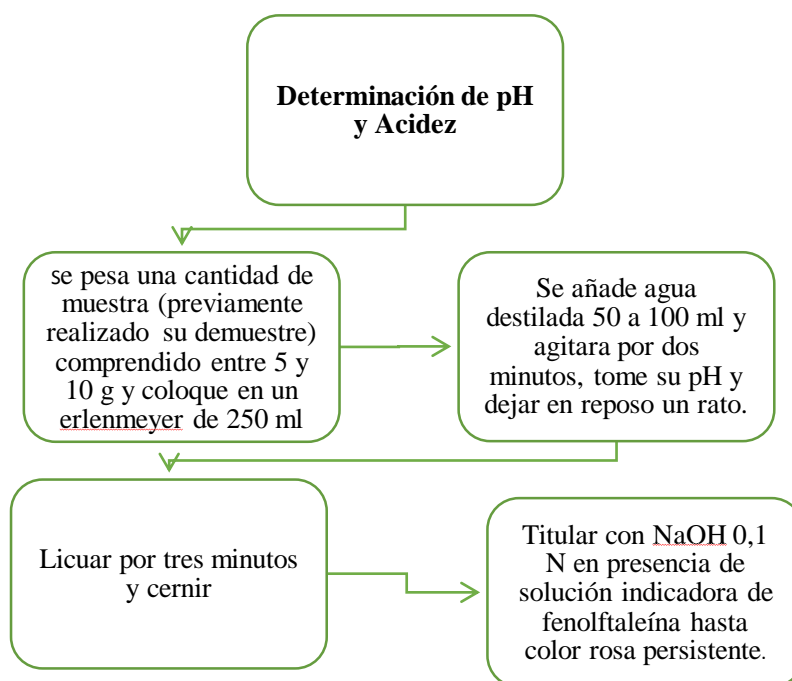 Determinación de pH
y Acidez
se pesa una cantidad de
muestra (previamente
realizado su demuestre)
comprendido entre 5 y
10 g y coloque en un
erlenmeyer de 250 ml
Se añade agua
destilada 50 a 100 ml y
agitara por dos
minutos, tome su pH y
dejar en reposo un rato.
Licuar por tres minutos
y cernir
Titular con NaOH 0,1
N en presencia de
solución indicadora de
fenolftaleína hasta
color rosa persistente.